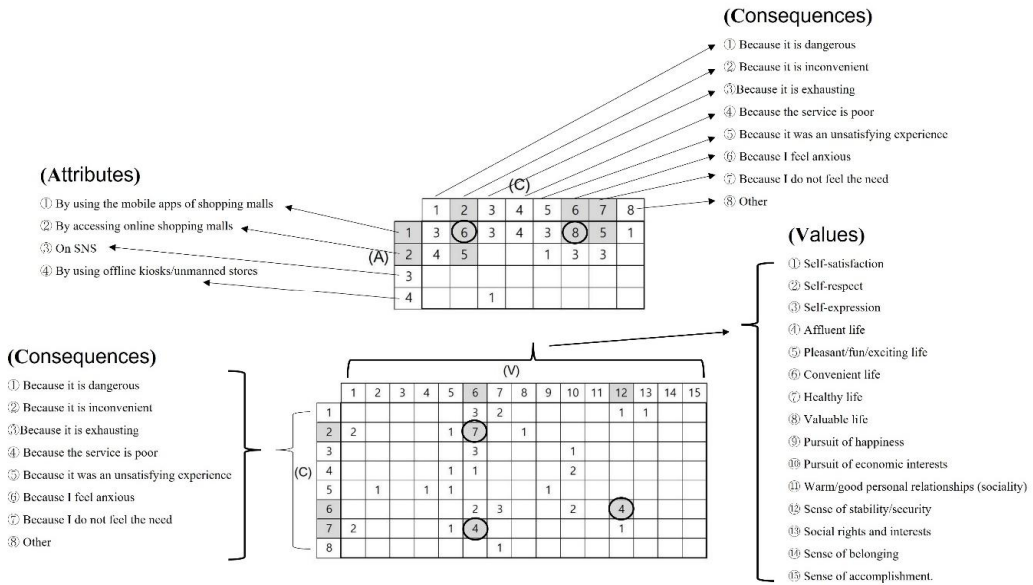 (Consequences)
① Because it is dangerous
② Because it is inconvenient
③Because it is exhausting
④ Because the service is poor
⑤ Because it was an unsatisfying experience
⑥ Because I feel anxious
⑦ Because I do not feel the need
⑧ Other
(Attributes)
① By using the mobile apps of shopping malls
② By accessing online shopping malls
③ On SNS
④ By using offline kiosks/unmanned stores
(C)
1 2 3 4 5 6 7 8
(A)
1 3 6 3 4 3 8 5 1
2 4 5 1 3 3
3
4 1
(Values)
① Self-satisfaction
② Self-respect
③ Self-expression
④ Affluent life
⑤ Pleasant/fun/exciting life
⑥ Convenient life
⑦ Healthy life
⑧ Valuable life
⑨ Pursuit of happiness
⑩ Pursuit of economic interests
⑪ Warm/good personal relationships (sociality)
⑫ Sense of stability/security
⑬ Social rights and interests
⑭ Sense of belonging
⑮ Sense of accomplishment.
(Consequences)
① Because it is dangerous
② Because it is inconvenient
③Because it is exhausting
④ Because the service is poor
⑤ Because it was an unsatisfying experience
⑥ Because I feel anxious
⑦ Because I do not feel the need
⑧ Other
(V)
1 2 3 4 5 6 7 8 9 10 11 12 13 14 15
(C)
1 3 2 1 1
2 2 1 7 1
3 3 1
4 1 1 2
5 1 1 1 1
6 2 3 2 4
7 2 1 4 1
8 1